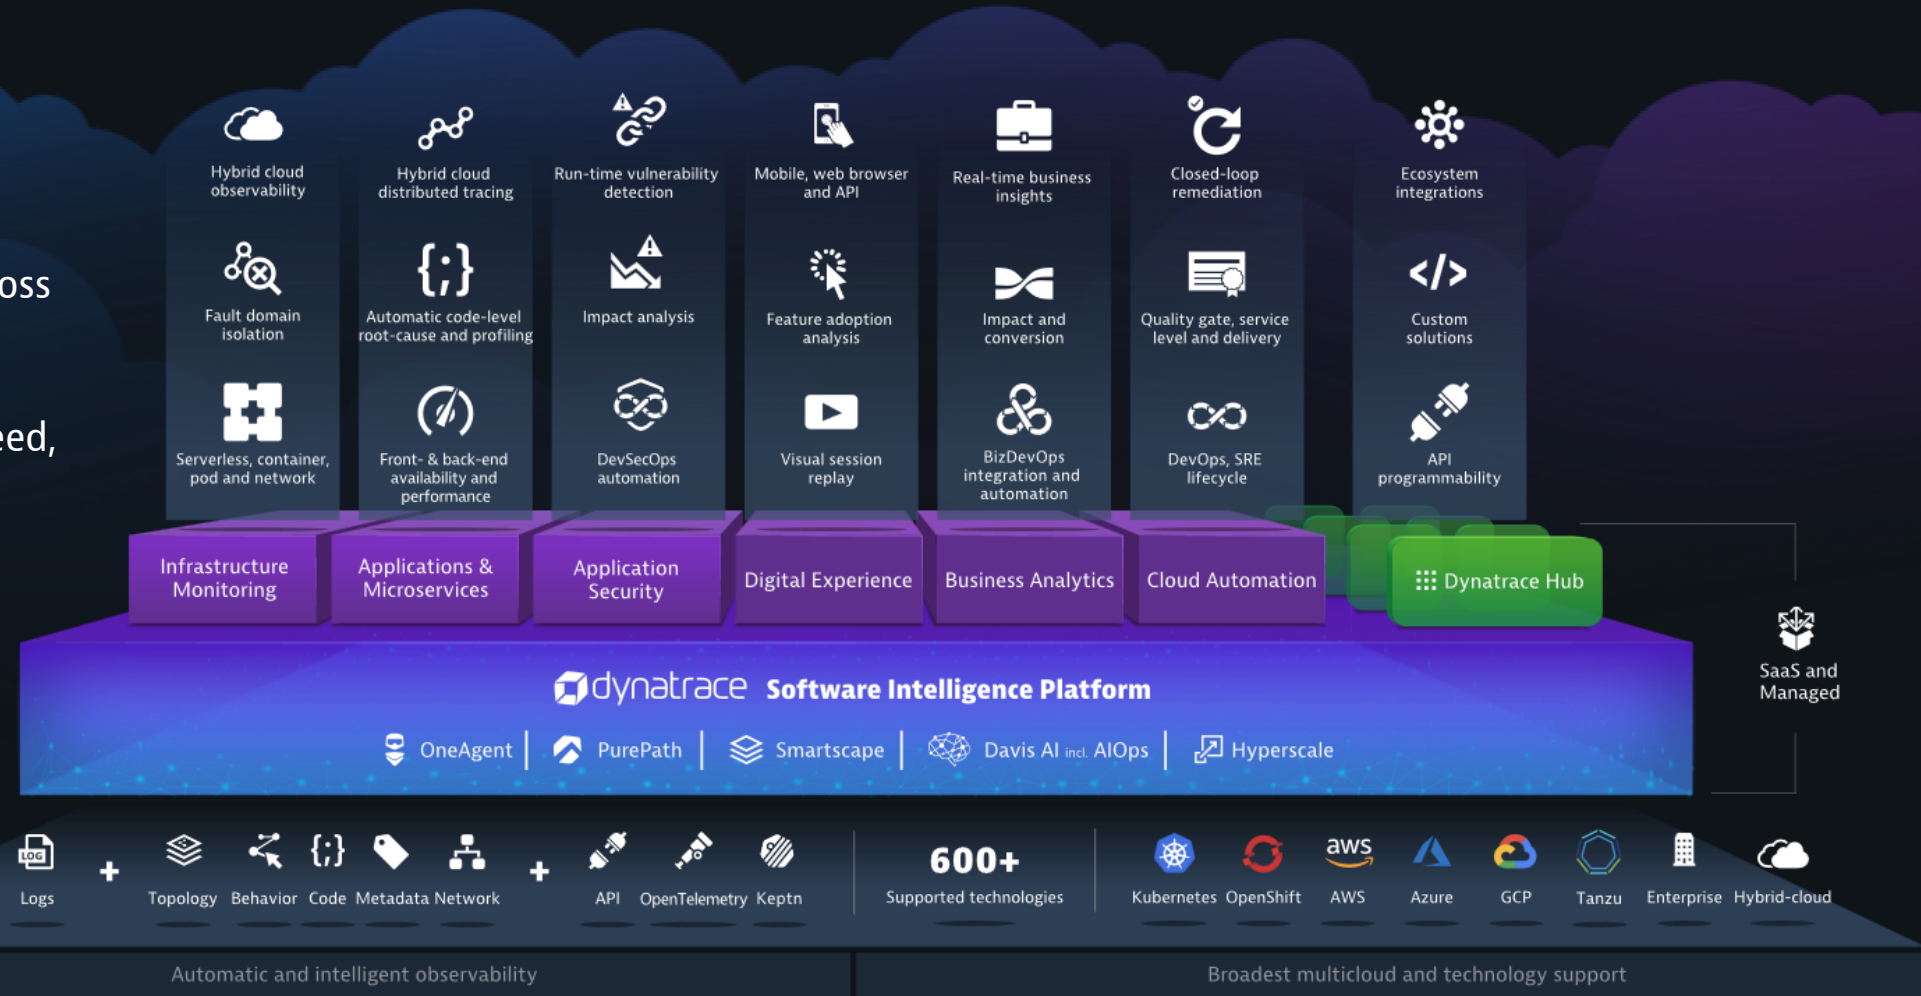 Hybrid cloud
observability
Hybrid cloud
distributed tracing
Run-time vulnerability
detection
Mobile, web browser
and API
Real-time business
insights
Closed-loop
remediation
Ecosystem
integrations
oss
Fault domain
isolation
Automatic code-level
root-cause and profiling
Impact analysis
Feature adoption
analysis
Impact and
conversion
Quality gate, service
level and delivery
Custom
solutions
eed,
Serverless, container,
pod and network
Front- & back-end
availability and
performance
DevSecOps
automation
Visual session
replay
BizDevOps
integration and
automation
DevOps, SRE
lifecycle
API
programmability
Infrastructure
Monitoring
Applications &
Microservices
Application
Security
Digital Experience
Business Analytics
Cloud Automation
Dynatrace Hub
SaaS and
Managed
dynatrace Software Intelligence Platform
OneAgent
PurePath
Smartscape
Davis AI incl. AIOps
Hyperscale
LOG
Logs
Topology
Behavior
Code
Metadata
Network
API
OpenTelemetry
Keptn
600+
Supported technologies
Kubernetes
OpenShift
aws
AWS
Azure
GCP
Tanzu
Enterprise
Hybrid-cloud
Automatic and intelligent observability
Broadest multicloud and technology support